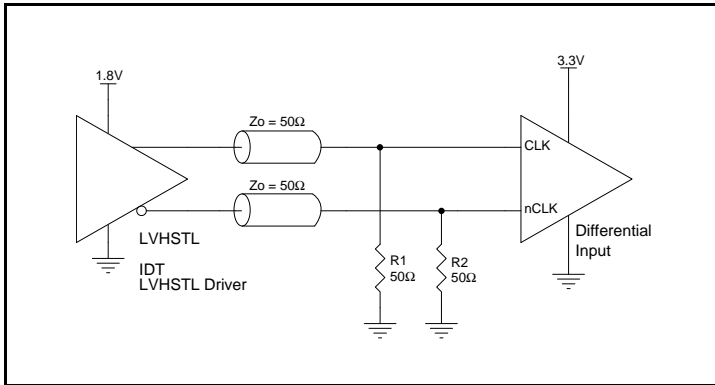 1.8V
3.3V
Zo = 50Ω
CLK
Zo = 50Ω
nCLK
LVHSTL
IDT
LVHSTL Driver
R1
50Ω
R2
50Ω
Differential
Input